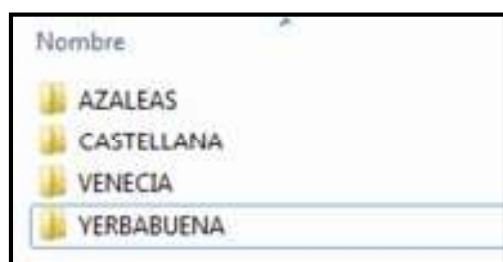 Nombre
AZALEAS
CASTELLANA
VENECIA
YERBABUENA